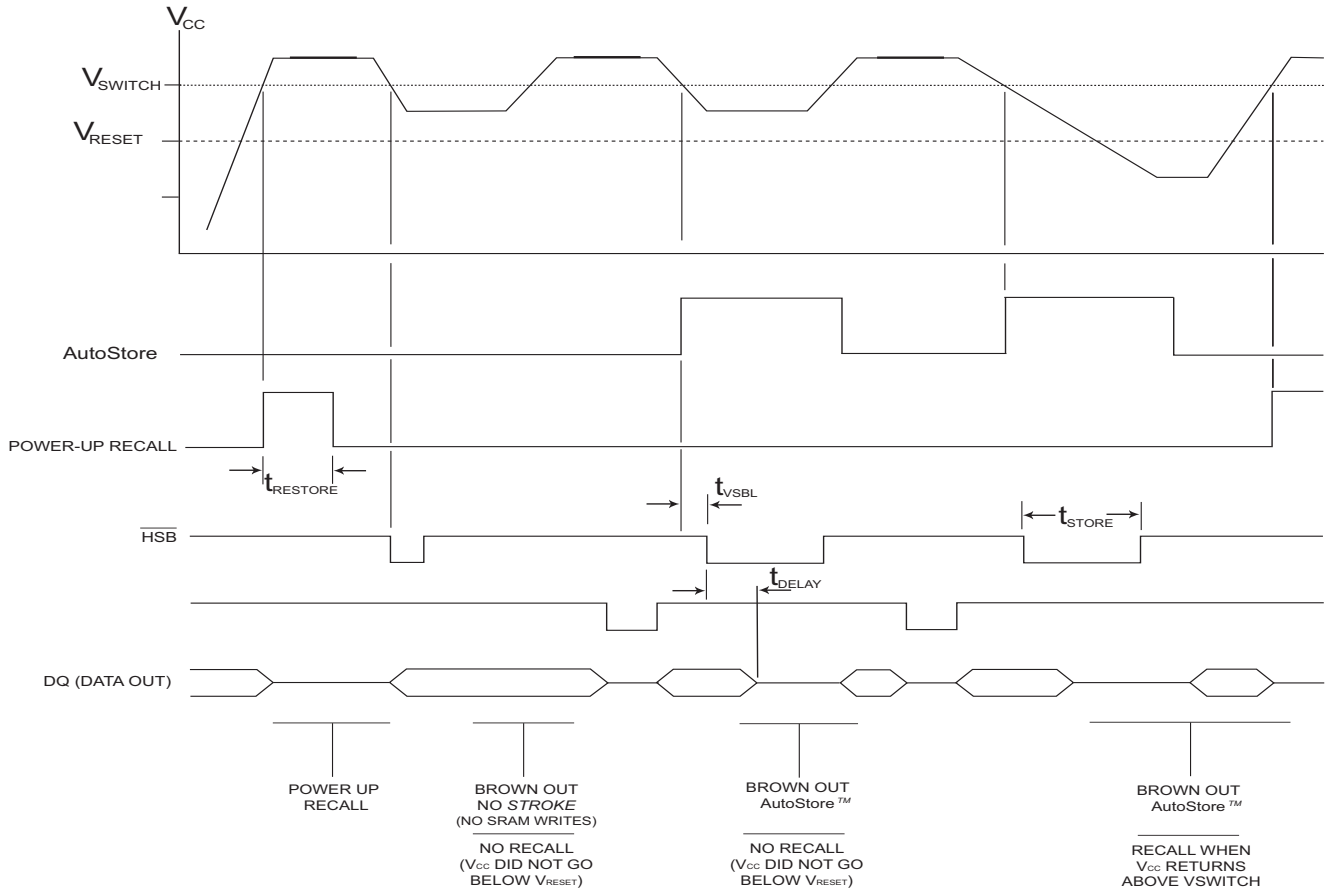 VCC
VSWITCH
VRESET
AutoStore
POWER-UP RECALL
tRESTORE
tVSBL
HSB
tSTORE
tDELAY
DQ (DATA OUT)
POWER UP
RECALL
BROWN OUT
NO STROKE
(NO SRAM WRITES)
NO RECALL
(VCC DID NOT GO
BELOW VRESET)
BROWN OUT
AutoStore™
NO RECALL
(VCC DID NOT GO
BELOW VRESET)
BROWN OUT
AutoStore™
RECALL WHEN
VCC RETURNS
ABOVE VSWITCH